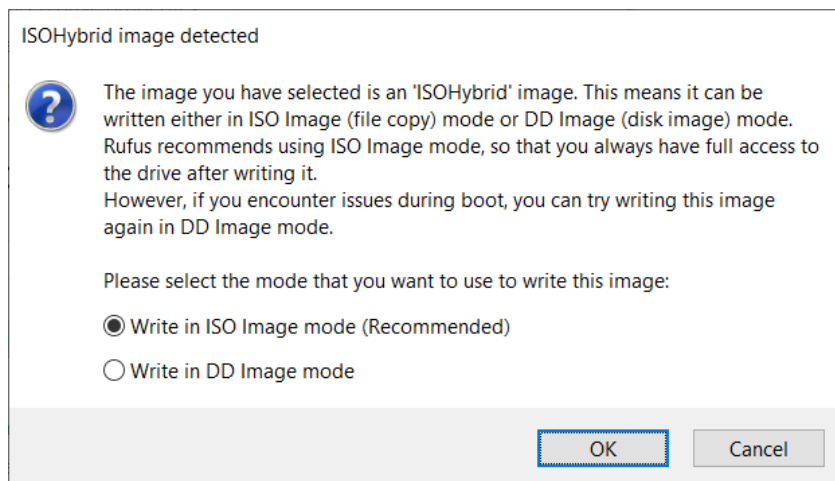 ISOHybrid image detected
The image you have selected is an 'ISOHybrid' image. This means it can be
written either in ISO Image (file copy) mode or DD Image (disk image) mode.
Rufus recommends using ISO Image mode, so that you always have full access to
the drive after writing it.
However, if you encounter issues during boot, you can try writing this image
again in DD Image mode.
Please select the mode that you want to use to write this image:
Write in ISO Image mode (Recommended)
Write in DD Image mode
OK Cancel